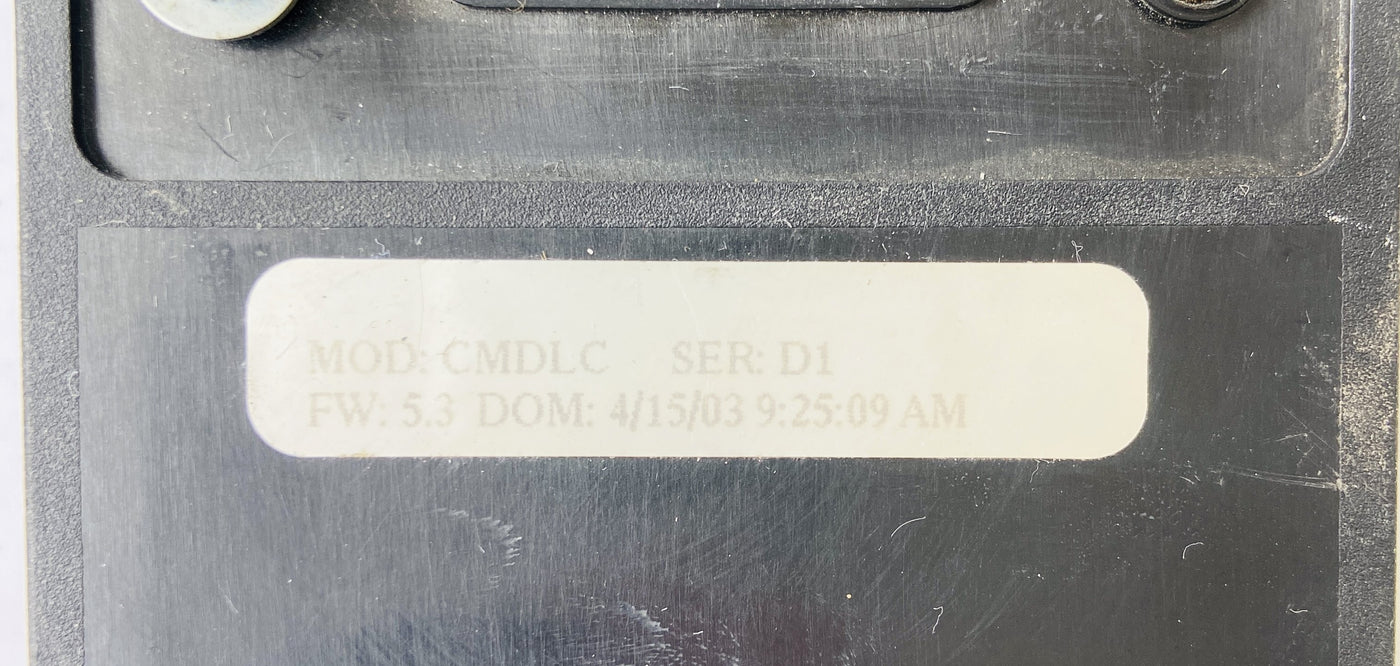 MOD: CMDLC SER: D1
FW: 5.3 DOM: 4/15/03 9:25:09 AM